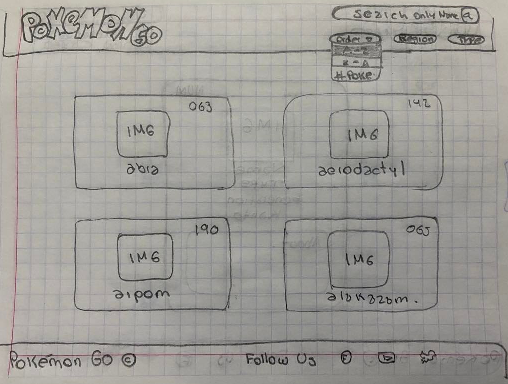 POKEMON GO
Search only Name
Order Region Type
A-Z
Z-A
#Poke
063
IMG
abra
142
IMG
aerodactyl
190
IMG
aipom
065
IMG
alakazam.
Pokémon GO © Follow Us